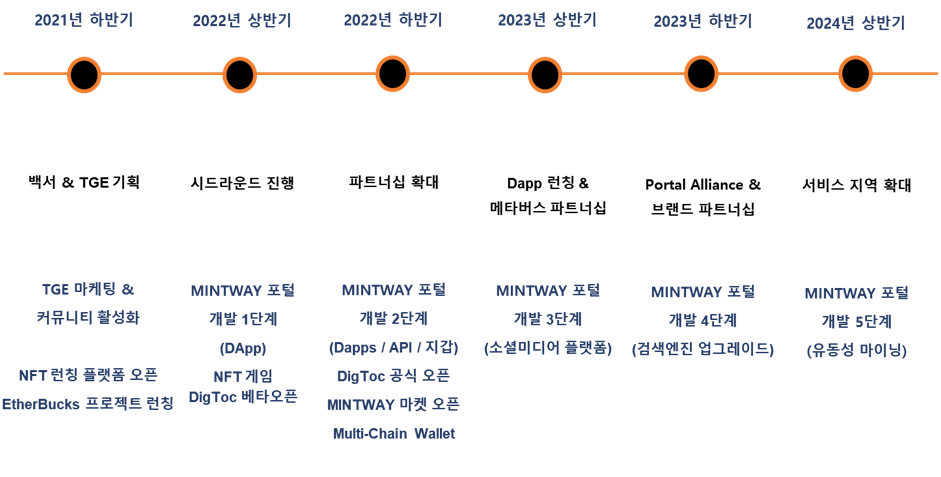 2021년 하반기
2022년 상반기
2022년 하반기
2023년 상반기
2023년 하반기
2024년 상반기
백서 & TGE 기획
시드라운드 진행
파트너십 확대
Dapp 런칭 &
메타버스 파트너십
Portal Alliance &
브랜드 파트너십
서비스 지역 확대
TGE 마케팅 &
커뮤니티 활성화
NFT 런칭 플랫폼 오픈
EtherBucks 프로젝트 런칭
MINTWAY 포털
개발 1단계
(DApp)
NFT 게임
DigToc 베타오픈
MINTWAY 포털
개발 2단계
(Dapps / API / 지갑)
DigToc 공식 오픈
MINTWAY 마켓 오픈
Multi-Chain Wallet
MINTWAY 포털
개발 3단계
(소셜미디어 플랫폼)
MINTWAY 포털
개발 4단계
(검색엔진 업그레이드)
MINTWAY 포털
개발 5단계
(유동성 마이닝)